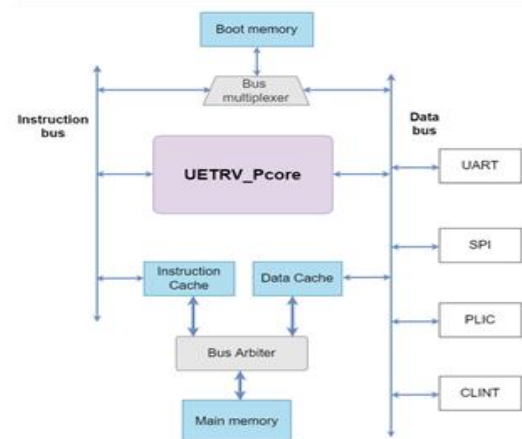 Boot memory
Bus
multiplexer
Instruction
bus
Data
bus
UETRV_Pcore
UART
SPI
Instruction
Cache
Data Cache
PLIC
Bus Arbiter
CLINT
Main memory